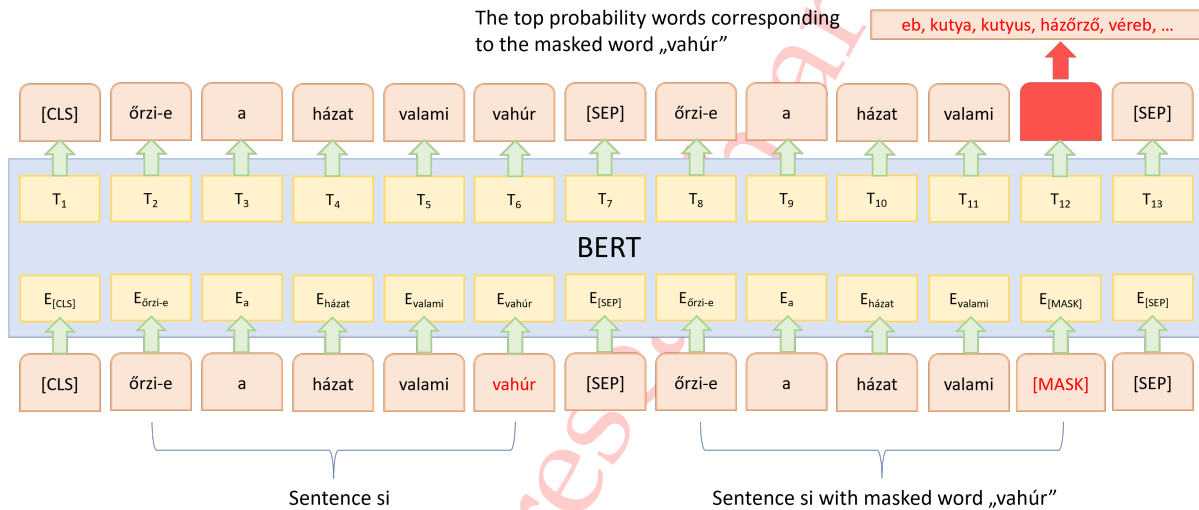 The top probability words corresponding
to the masked word „vahúr”
eb, kutya, kutyus, házőrző, véreb, ...
[CLS] őrzi-e a házat valami vahúr [SEP] őrzi-e a házat valami [SEP]
T1 T2 T3 T4 T5 T6 T7 T8 T9 T10 T11 T12 T13
BERT
E[CLS] Eőrzi-e Ea Eházat Evalami Evahúr E[SEP] Eőrzi-e Ea Eházat Evalami E[MASK] E[SEP]
[CLS] őrzi-e a házat valami vahúr [SEP] őrzi-e a házat valami [MASK] [SEP]
Sentence si Sentence si with masked word „vahúr”